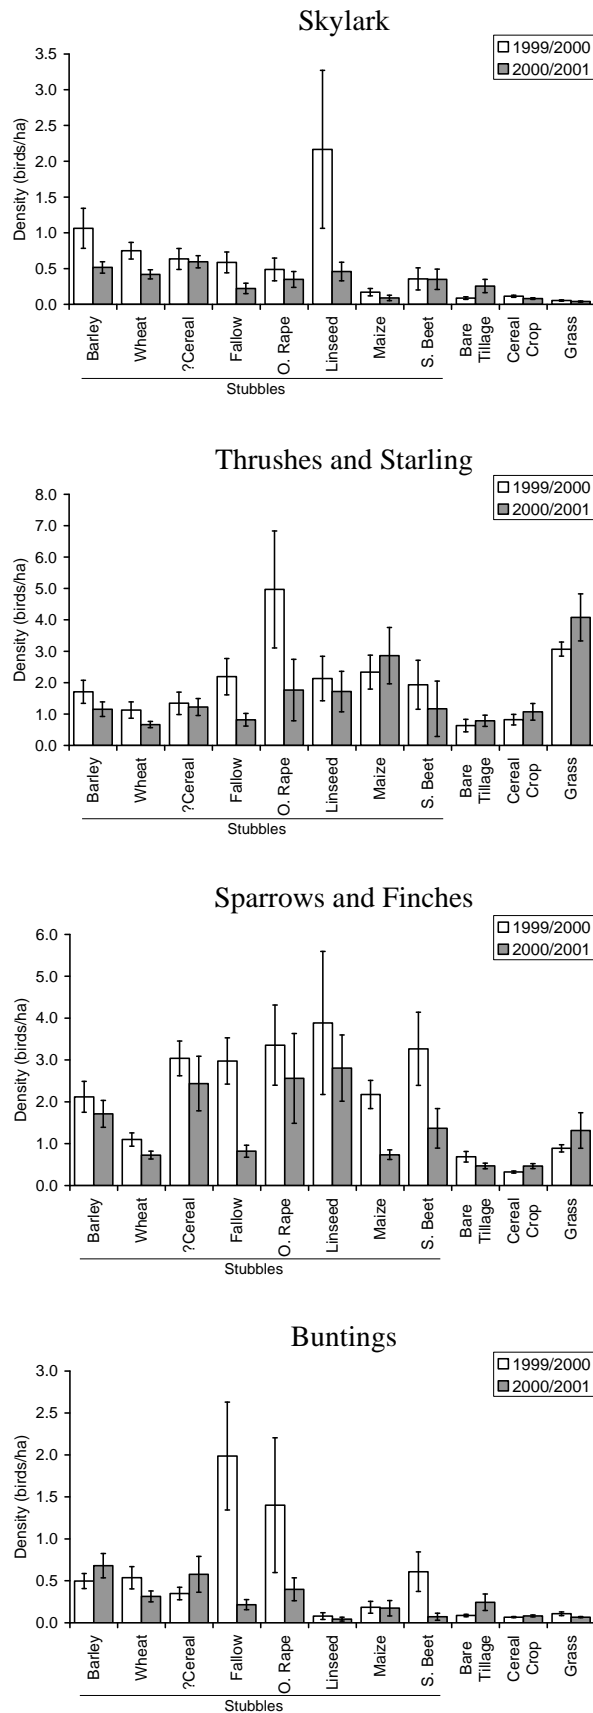 Skylark
1999/2000
2000/2001
Density (birds/ha)
3.5
3.0
2.5
2.0
1.5
1.0
0.5
0.0
Barley
Wheat
?Cereal
Fallow
O. Rape
Linseed
Maize
S. Beet
Bare
Tillage
Cereal
Crop
Grass
Stubbles
Thrushes and Starling
1999/2000
2000/2001
Density (birds/ha)
8.0
7.0
6.0
5.0
4.0
3.0
2.0
1.0
0.0
Barley
Wheat
?Cereal
Fallow
O. Rape
Linseed
Maize
S. Beet
Bare
Tillage
Cereal
Crop
Grass
Stubbles
Sparrows and Finches
1999/2000
2000/2001
Density (birds/ha)
6.0
5.0
4.0
3.0
2.0
1.0
0.0
Barley
Wheat
?Cereal
Fallow
O. Rape
Linseed
Maize
S. Beet
Bare
Tillage
Cereal
Crop
Grass
Stubbles
Buntings
1999/2000
2000/2001
Density (birds/ha)
3.0
2.5
2.0
1.5
1.0
0.5
0.0
Barley
Wheat
?Cereal
Fallow
O. Rape
Linseed
Maize
S. Beet
Bare
Tillage
Cereal
Crop
Grass
Stubbles